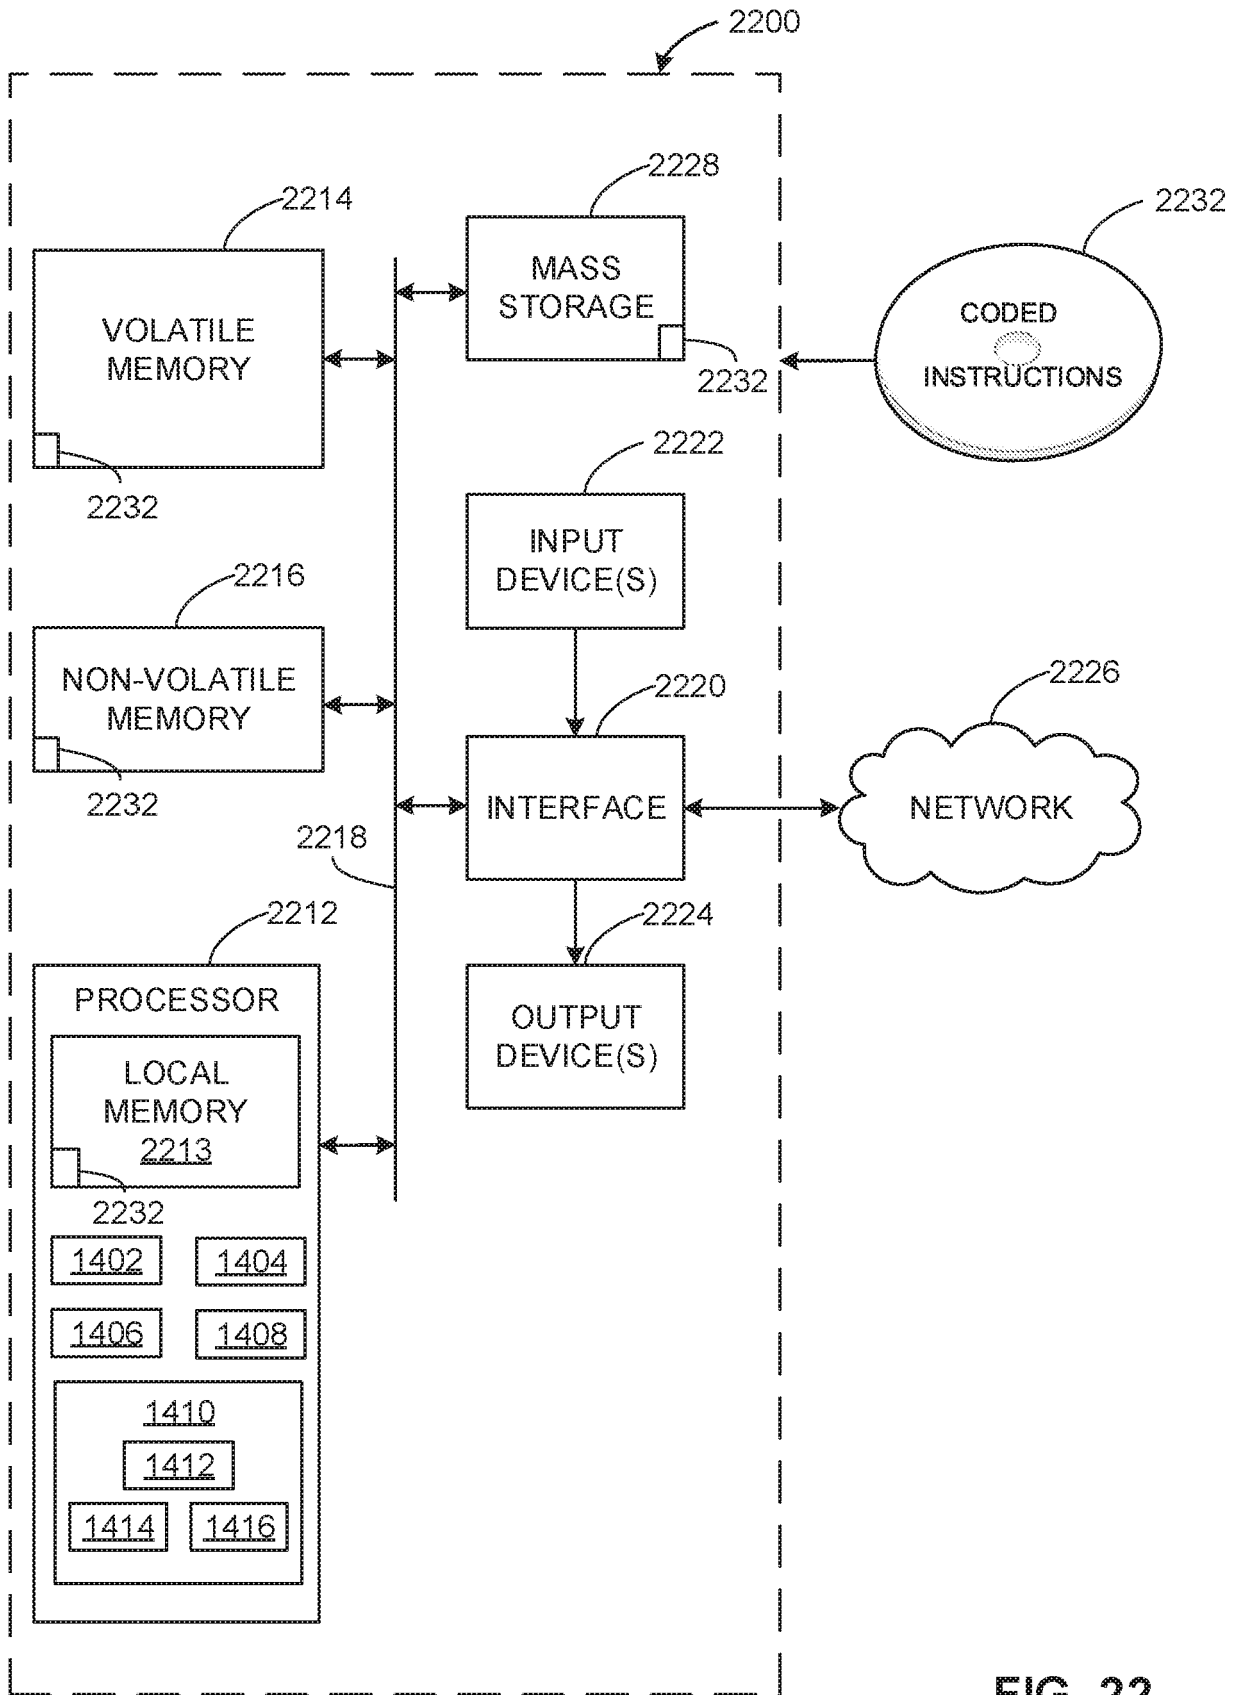 2200
2228
2214
2232
MASS
STORAGE
VOLATILE
MEMORY
CODED
INSTRUCTIONS
2232
2222
2232
INPUT
DEVICE(S)
2216
NON-VOLATILE
MEMORY
2220
2226
2232
INTERFACE
NETWORK
2218
2212
2224
PROCESSOR
OUTPUT
DEVICE(S)
LOCAL
MEMORY
2213
2232
1402
1404
1406
1408
1410
1412
1414
1416
FIG. 22